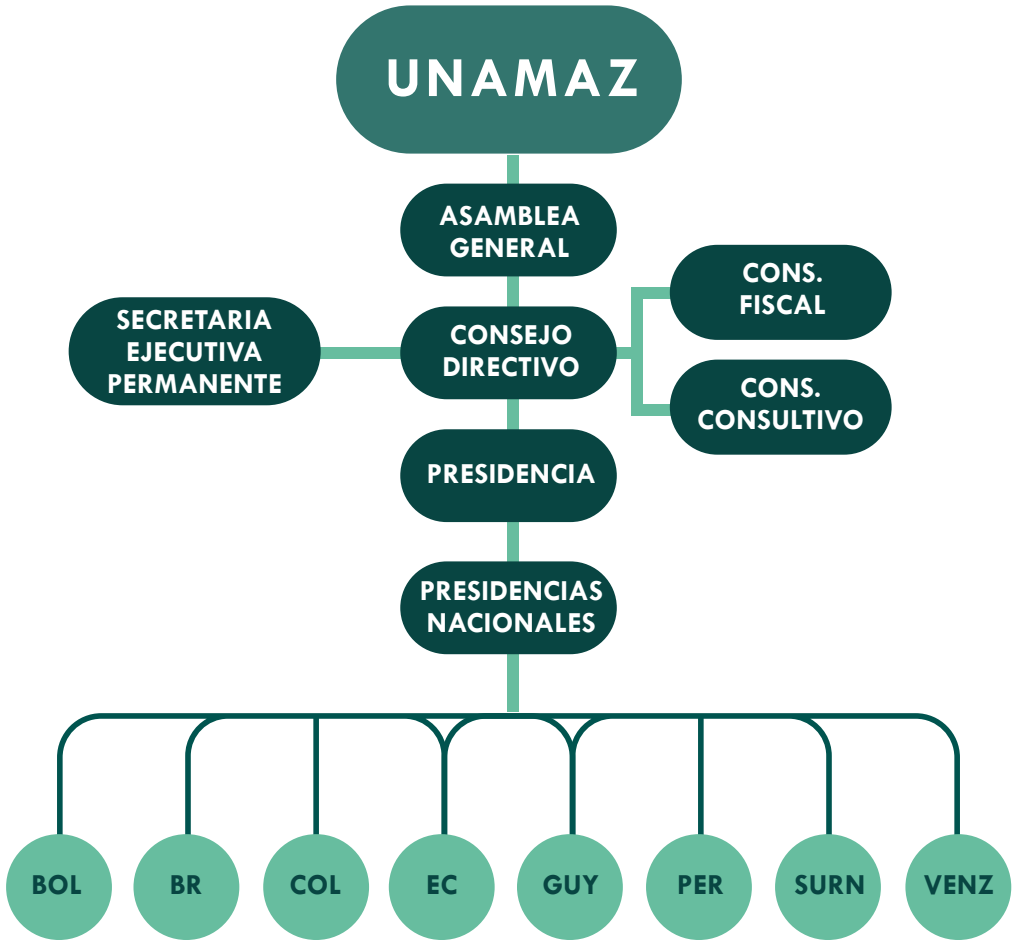 UNAMAZ
ASAMBLEA
GENERAL
CONS.
FISCAL
SECRETARIA
EJECUTIVA
PERMANENTE
CONSEJO
DIRECTIVO
CONS.
CONSULTIVO
PRESIDENCIA
PRESIDENCIAS
NACIONALES
BOL
BR
COL
EC
GUY
PER
SURN
VENZ